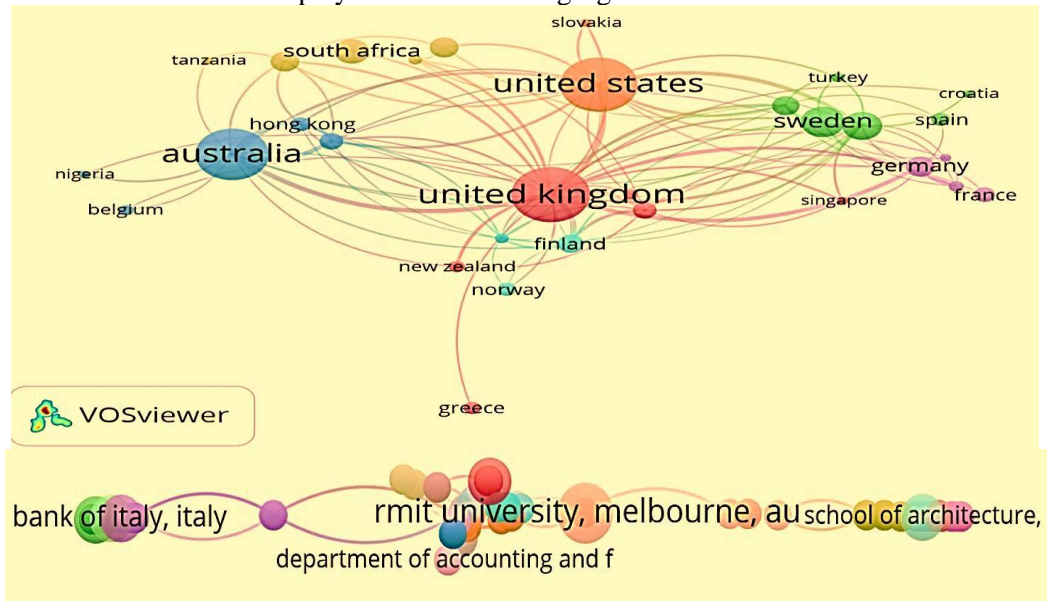 slovakia
south africa
tanzania
united states
turkey
croatia
hong kong
sweden
spain
australia
germany
nigeria
united kingdom
france
belgium
singapore
finland
new zealand
norway
greece
VOSviewer
bank of italy, italy
rmit university, melbourne, au
school of architecture,
department of accounting and f